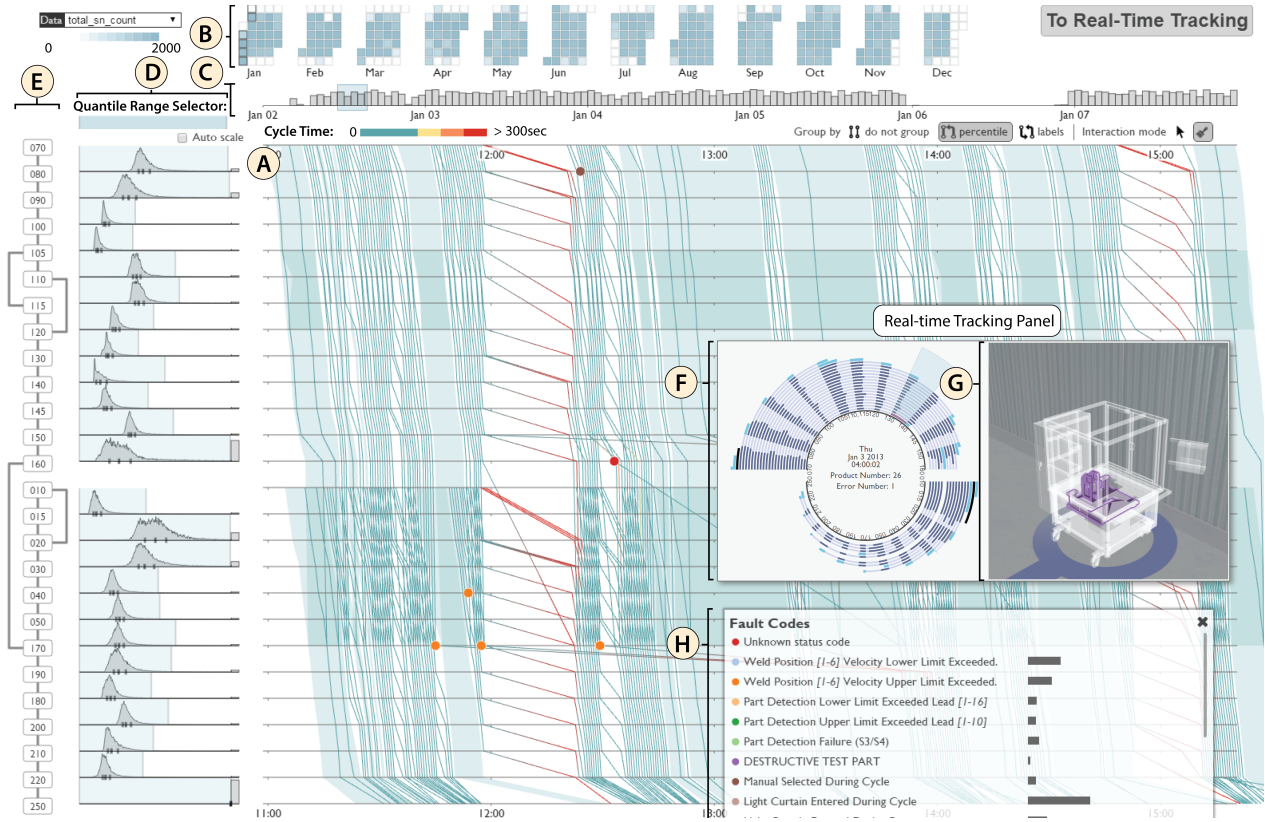 Data total_sn_count
0 2000
B
To Real-Time Tracking
Jan Feb Mar Apr May Jun Jul Aug Sep Oct Nov Dec
E
D
C
Quantile Range Selector:
Jan 02 Jan 03 Jan 04 Jan 05 Jan 06 Jan 07
Auto scale
Cycle Time: 0 > 300sec
Group by do not group percentile labels Interaction mode
A
12:00 13:00 14:00 15:00
070
080
090
100
105
110
115
120
130
140
145
150
160
010
015
020
030
040
050
170
190
180
200
210
220
250
Real-time Tracking Panel
F
G
Thu
Jan 3 2013
04:00:02
Product Number: 26
Error Number: 1
H
Fault Codes
Unknown status code
Weld Position [1-6] Velocity Lower Limit Exceeded.
Weld Position [1-6] Velocity Upper Limit Exceeded.
Part Detection Lower Limit Exceeded Lead [1-16]
Part Detection Upper Limit Exceeded Lead [1-10]
Part Detection Failure (S3/S4)
DESTRUCTIVE TEST PART
Manual Selected During Cycle
Light Curtain Entered During Cycle
11:00 12:00 13:00 14:00 15:00